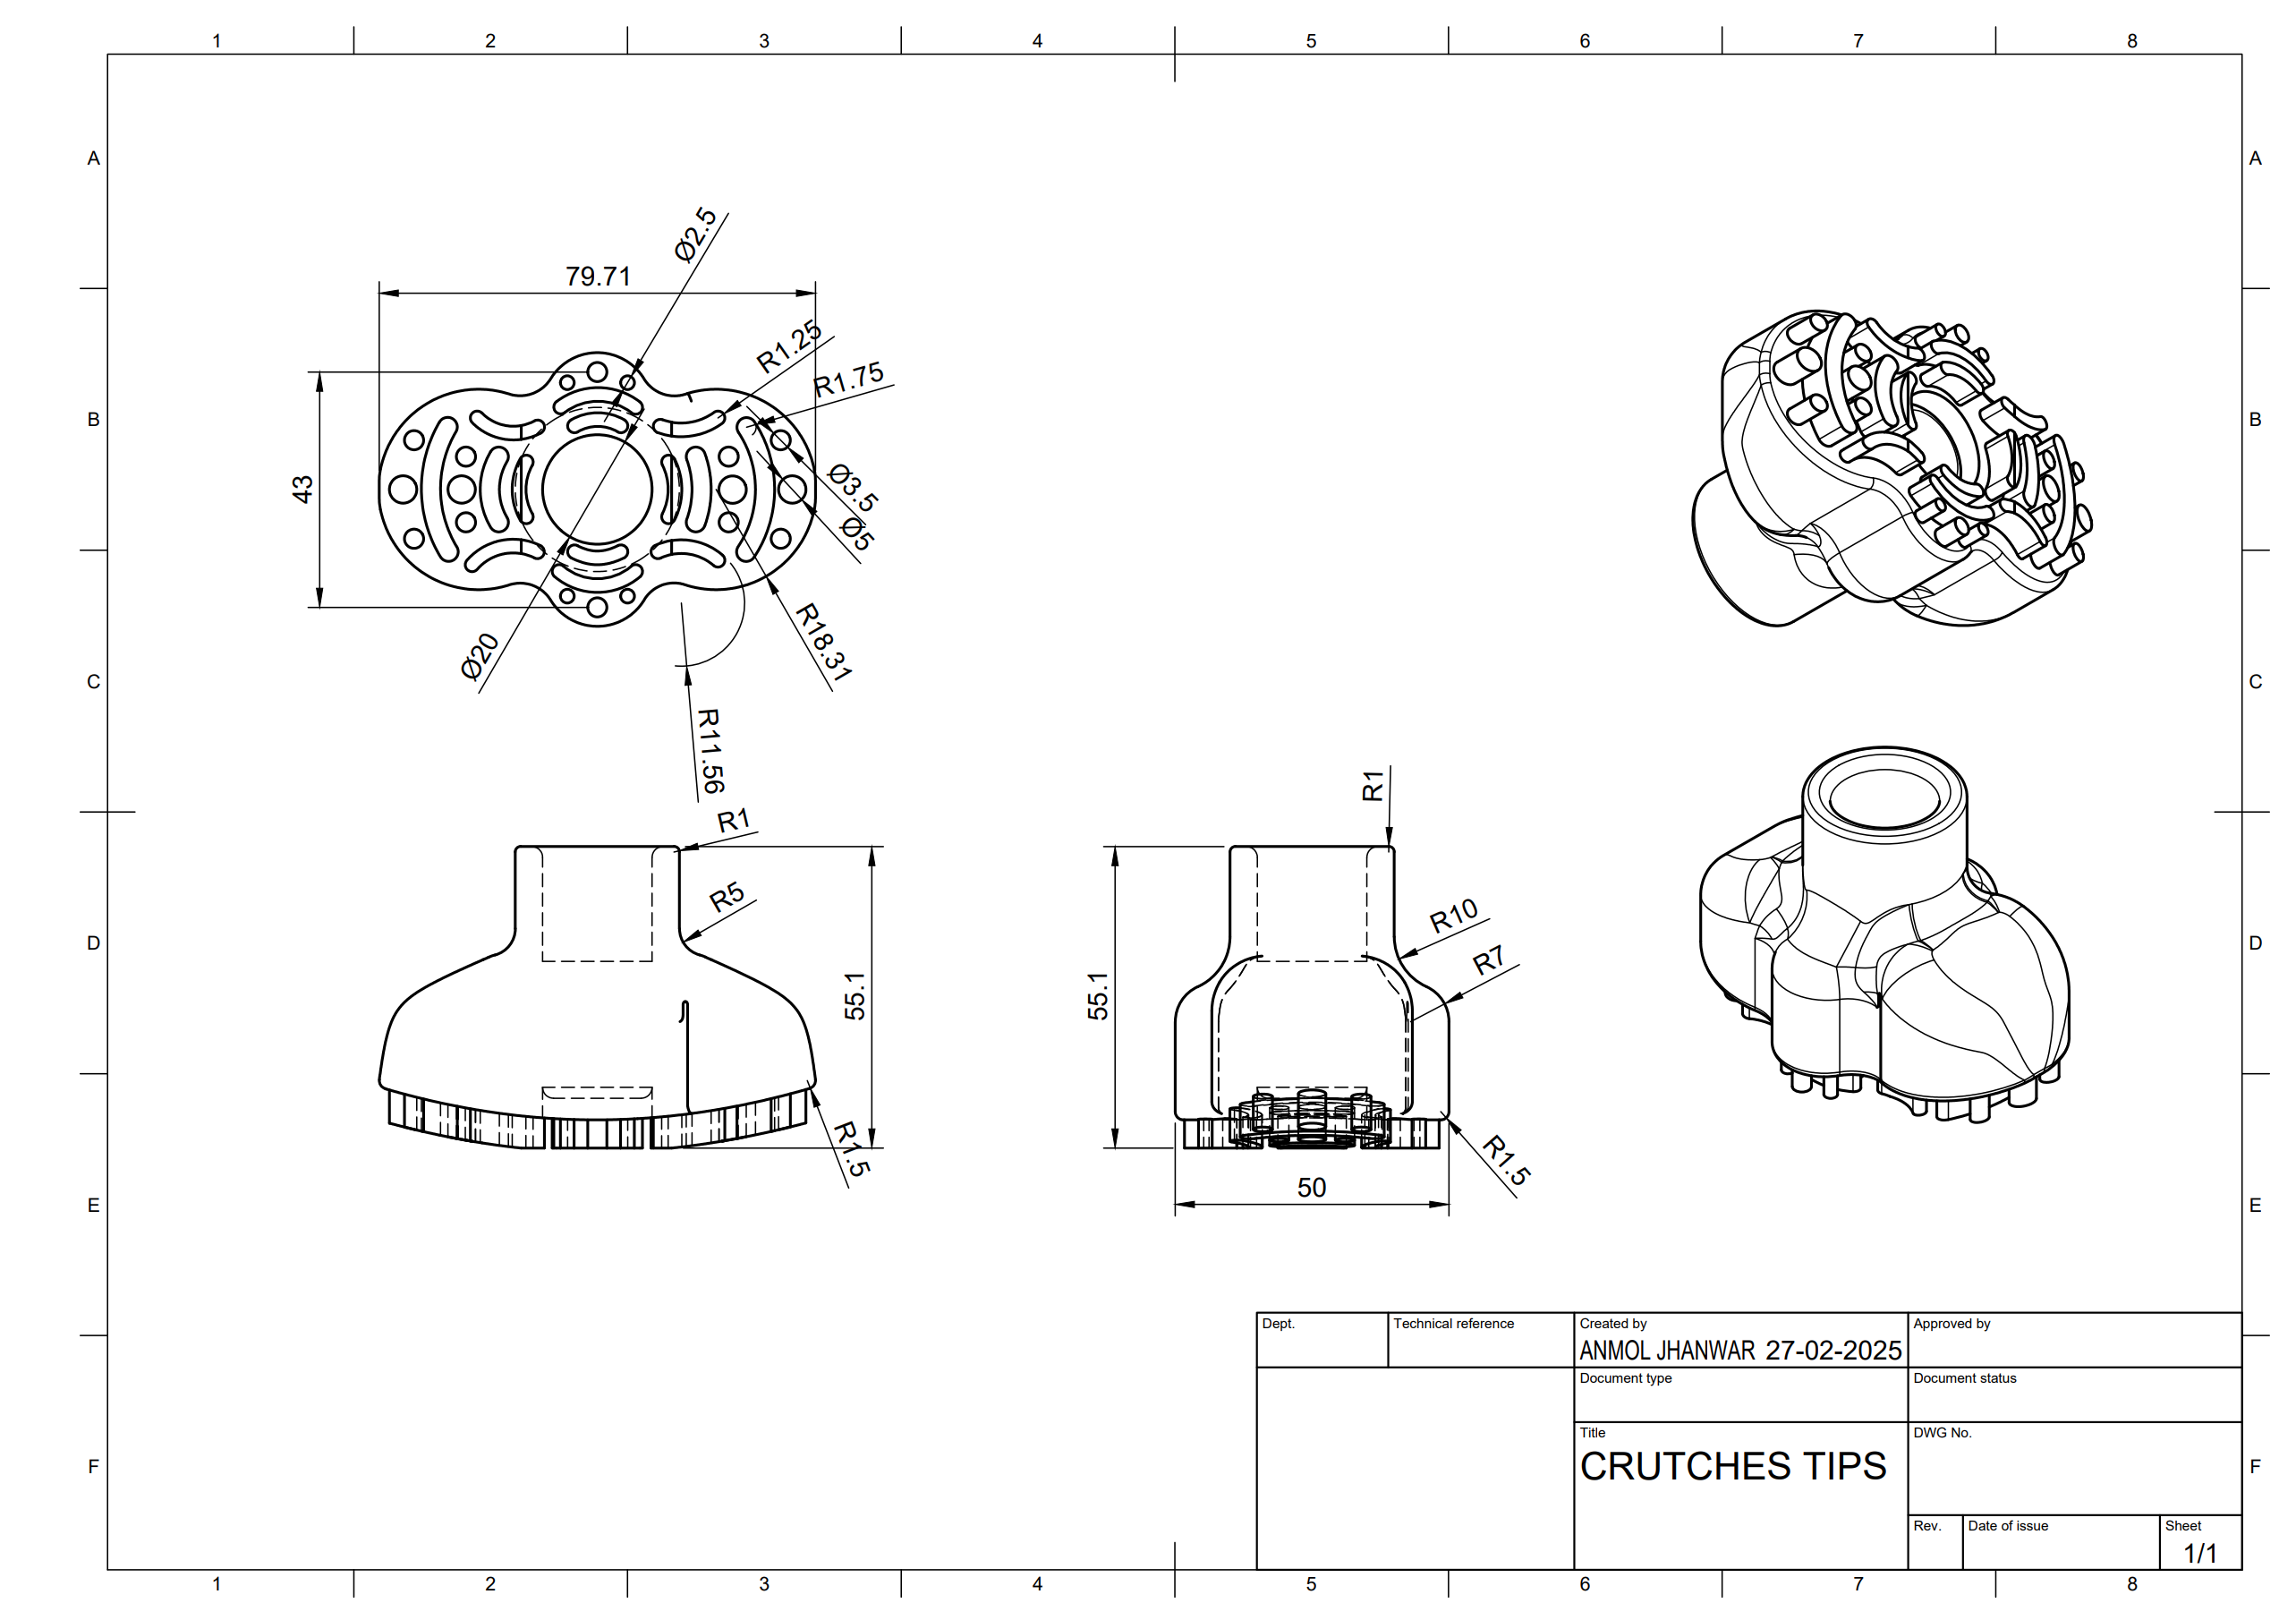 1 2 3 4 5 6 7 8
A A
B B
C C
D D
E E
F F
Ø2.5
79.71
R1.25
R1.75
43
Ø3.5
Ø5
Ø20
R18.31
R11.56
R1
R5
55.1
R1.5
R1
R10
R7
55.1
R1.5
50
Dept.
Technical reference
Created by
ANMOL JHANWAR 27-02-2025
Approved by
Document type
Document status
Title
CRUTCHES TIPS
DWG No.
Rev.
Date of issue
Sheet
1/1
1 2 3 4 5 6 7 8